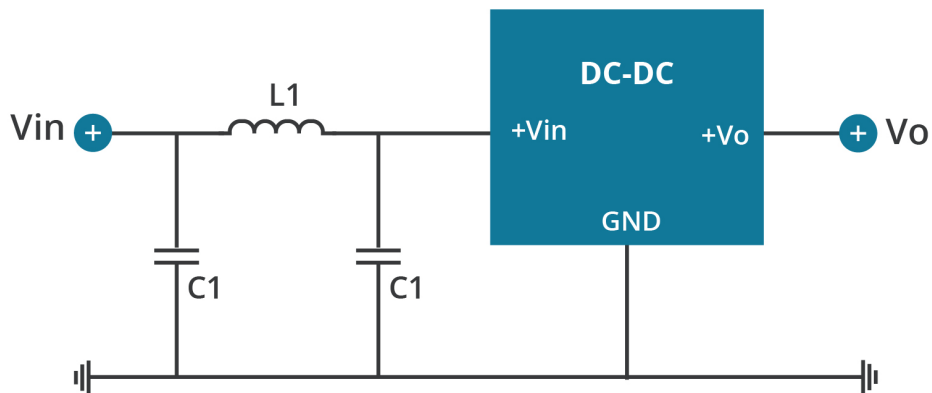 L1
DC-DC
Vin +
+Vin
+Vo
+ Vo
GND
C1
C1